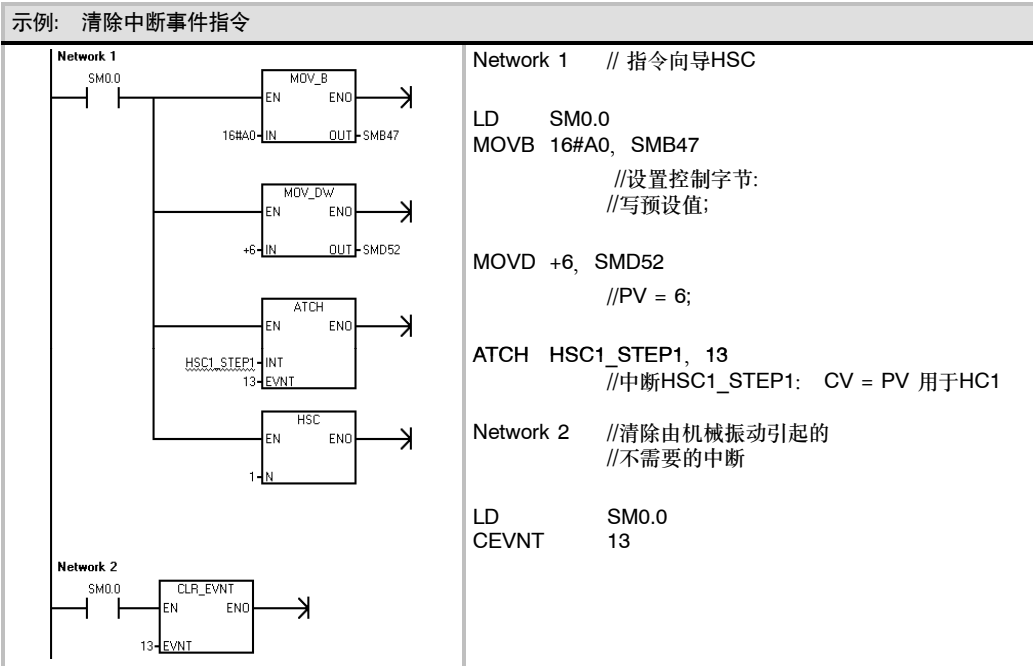 示例: 清除中断事件指令
Network 1
SM0.0
MOV_B
EN ENO
16#A0 IN OUT SMB47
MOV_DW
EN ENO
+6 IN OUT SMD52
ATCH
EN ENO
HSC1_STEP1 INT
13 EVNT
HSC
EN ENO
1 N
Network 2
SM0.0
CLR_EVNT
EN ENO
13 EVNT
Network 1 // 指令向导HSC
LD SM0.0
MOVB 16#A0, SMB47
//设置控制字节:
//写预设值;
MOVD +6, SMD52
//PV = 6;
ATCH HSC1_STEP1, 13
//中断HSC1_STEP1: CV = PV 用于HC1
Network 2 //清除由机械振动引起的
//不需要的中断
LD SM0.0
CEVNT 13